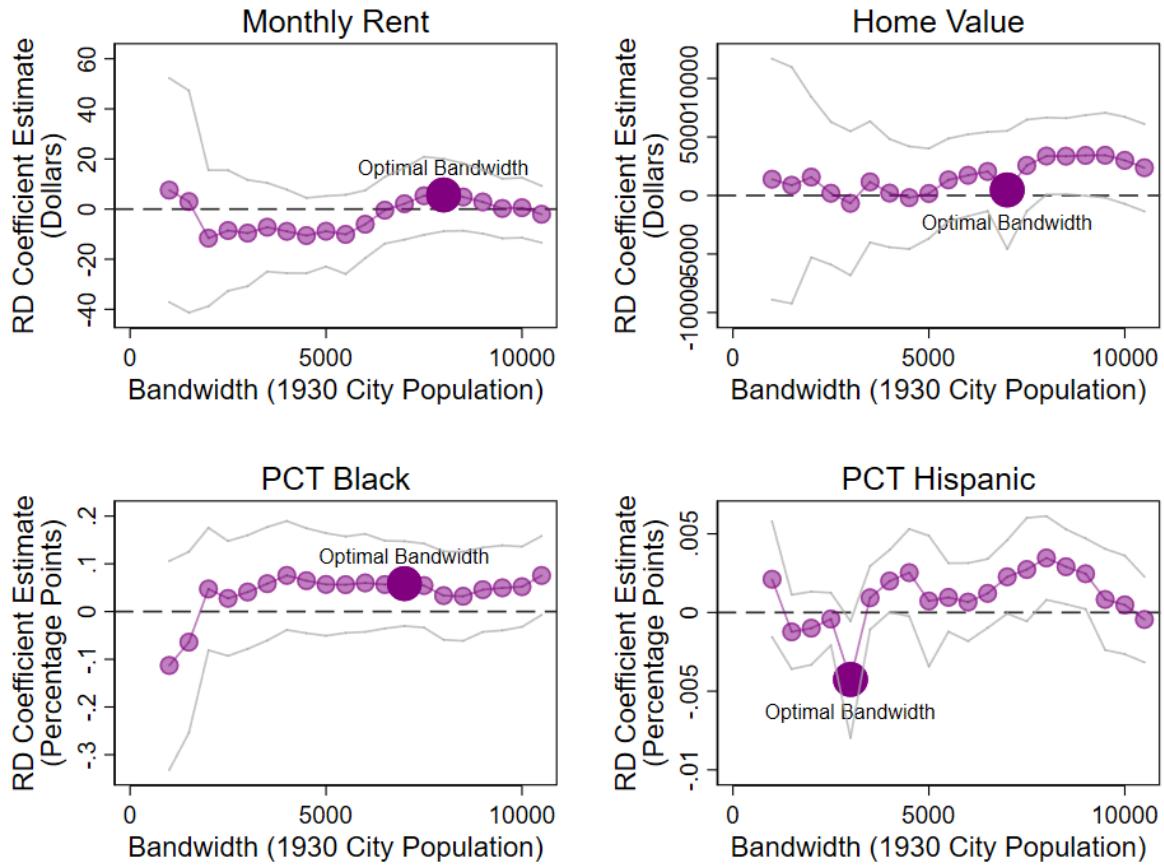 Monthly Rent
RD Coefficient Estimate
(Dollars)
60
40
20
0
-20
-40
Optimal Bandwidth
0
5000
10000
Bandwidth (1930 City Population)
Home Value
RD Coefficient Estimate
(Dollars)
10000
5000
0
-5000
-10000
Optimal Bandwidth
0
5000
10000
Bandwidth (1930 City Population)
PCT Black
RD Coefficient Estimate
(Percentage Points)
.2
.1
0
-.1
-.2
-.3
Optimal Bandwidth
0
5000
10000
Bandwidth (1930 City Population)
PCT Hispanic
RD Coefficient Estimate
(Percentage Points)
.005
0
-.005
-.01
Optimal Bandwidth
0
5000
10000
Bandwidth (1930 City Population)